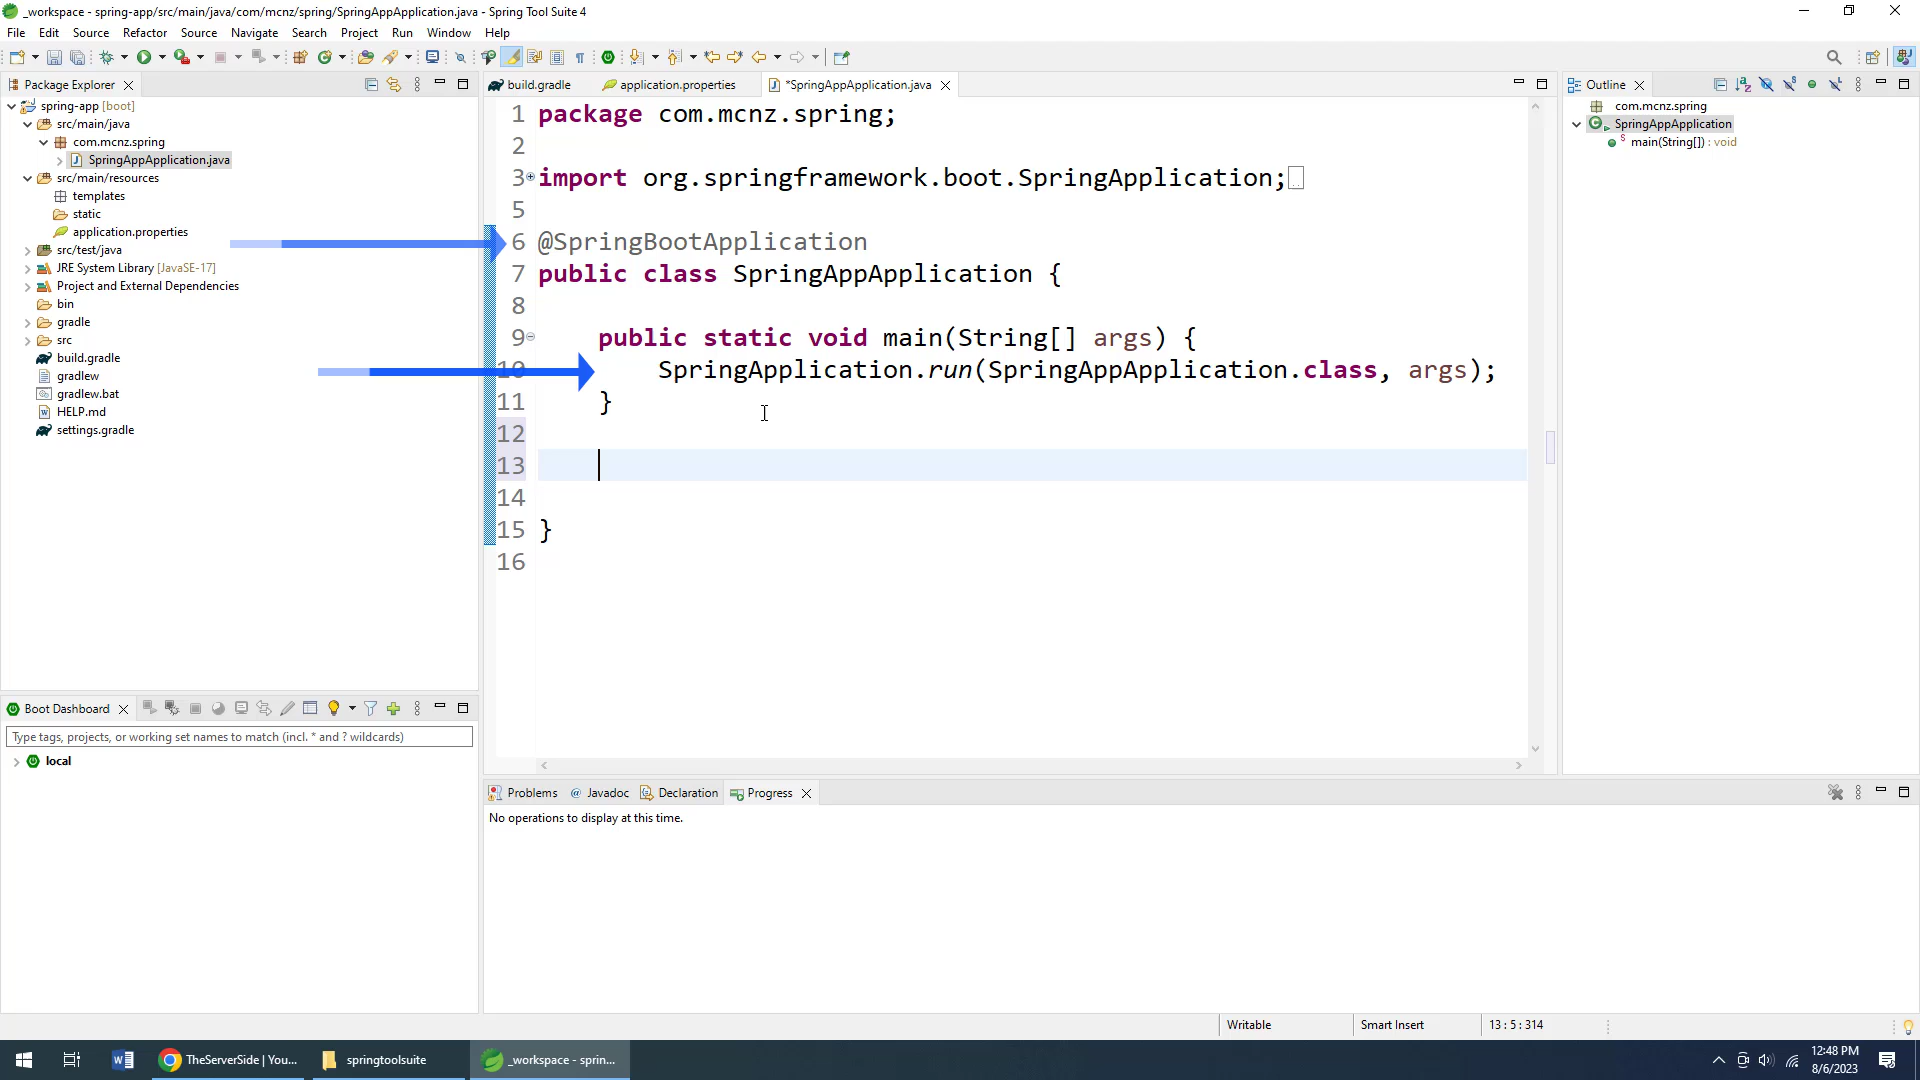 _workspace - spring-app/src/main/java/com/mcnz/spring/SpringAppApplication.java - Spring Tool Suite 4
File Edit Source Refactor Source Navigate Search Project Run Window Help
Package Explorer
spring-app [boot]
src/main/java
com.mcnz.spring
SpringAppApplication.java
src/main/resources
templates
static
application.properties
src/test/java
JRE System Library [JavaSE-17]
Project and External Dependencies
bin
gradle
src
build.gradle
gradlew
gradlew.bat
HELP.md
settings.gradle
build.gradle application.properties *SpringAppApplication.java
1 package com.mcnz.spring;
2
3 import org.springframework.boot.SpringApplication;
5
6 @SpringBootApplication
7 public class SpringAppApplication {
8
9 public static void main(String[] args) {
10 SpringApplication.run(SpringAppApplication.class, args);
11 }
12
13
14
15 }
16
Outline
com.mcnz.spring
SpringAppApplication
main(String[]) : void
Boot Dashboard
Type tags, projects, or working set names to match (incl. * and ? wildcards)
local
Problems @ Javadoc Declaration Progress
No operations to display at this time.
Writable Smart Insert 13 : 5 : 314
TheServerSide | You... springtoolsuite _workspace - sprin...
12:48 PM
8/6/2023